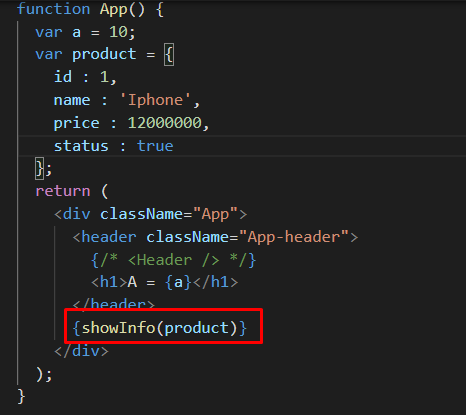 function App() {
  var a = 10;
  var product = {
    id : 1,
    name : 'Iphone',
    price : 12000000,
    status : true
  };
  return (
    <div className="App">
      <header className="App-header">
        {/* <Header /> */}
        <h1>A = {a}</h1>
      </header>
      {showInfo(product)}
    </div>
  );
}